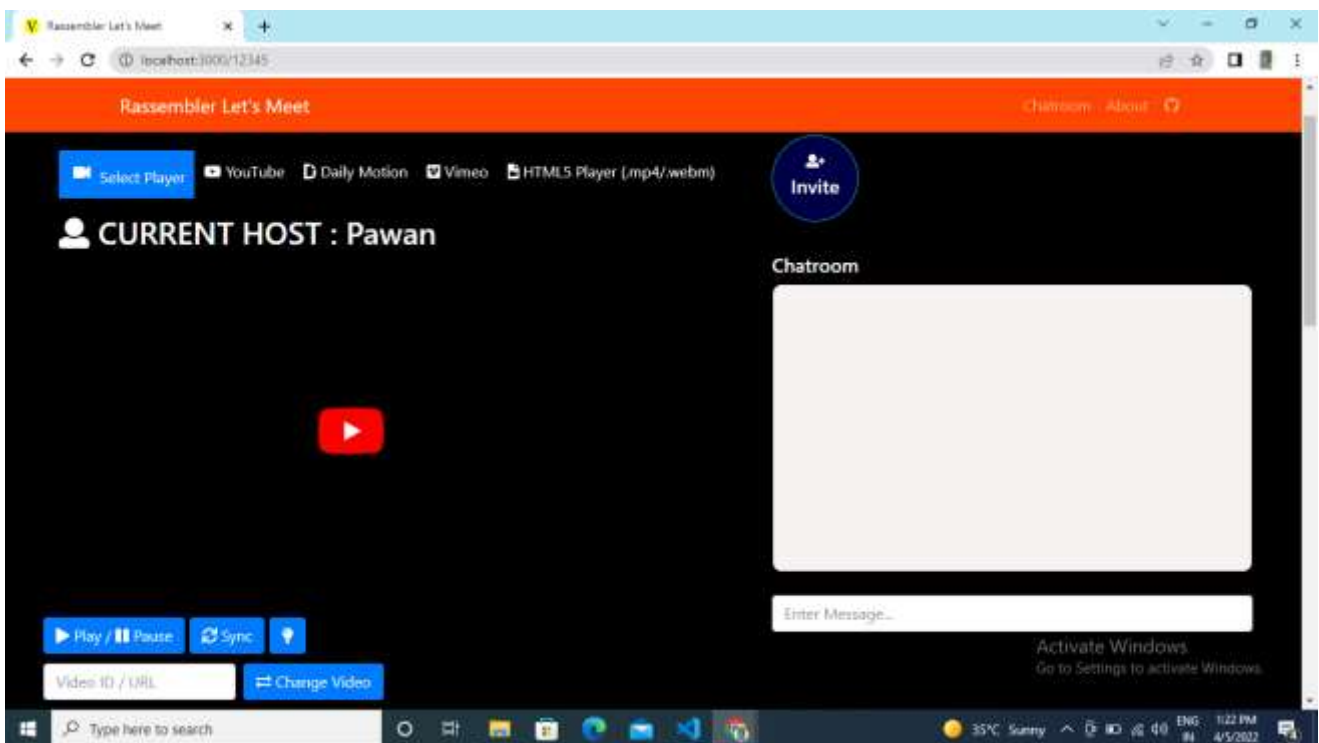 V Rassembler Let's Meet
localhost:3000/12345
Rassembler Let's Meet
Chatroom About
Select Player YouTube Daily Motion Vimeo HTML5 Player (.mp4/.webm)
Invite
CURRENT HOST : Pawan
Chatroom
Enter Message...
Play / Pause Sync
Video ID / URL Change Video
Activate Windows
Go to Settings to activate Windows.
Type here to search
35°C Sunny
ENG
IN
1:22 PM
4/5/2022